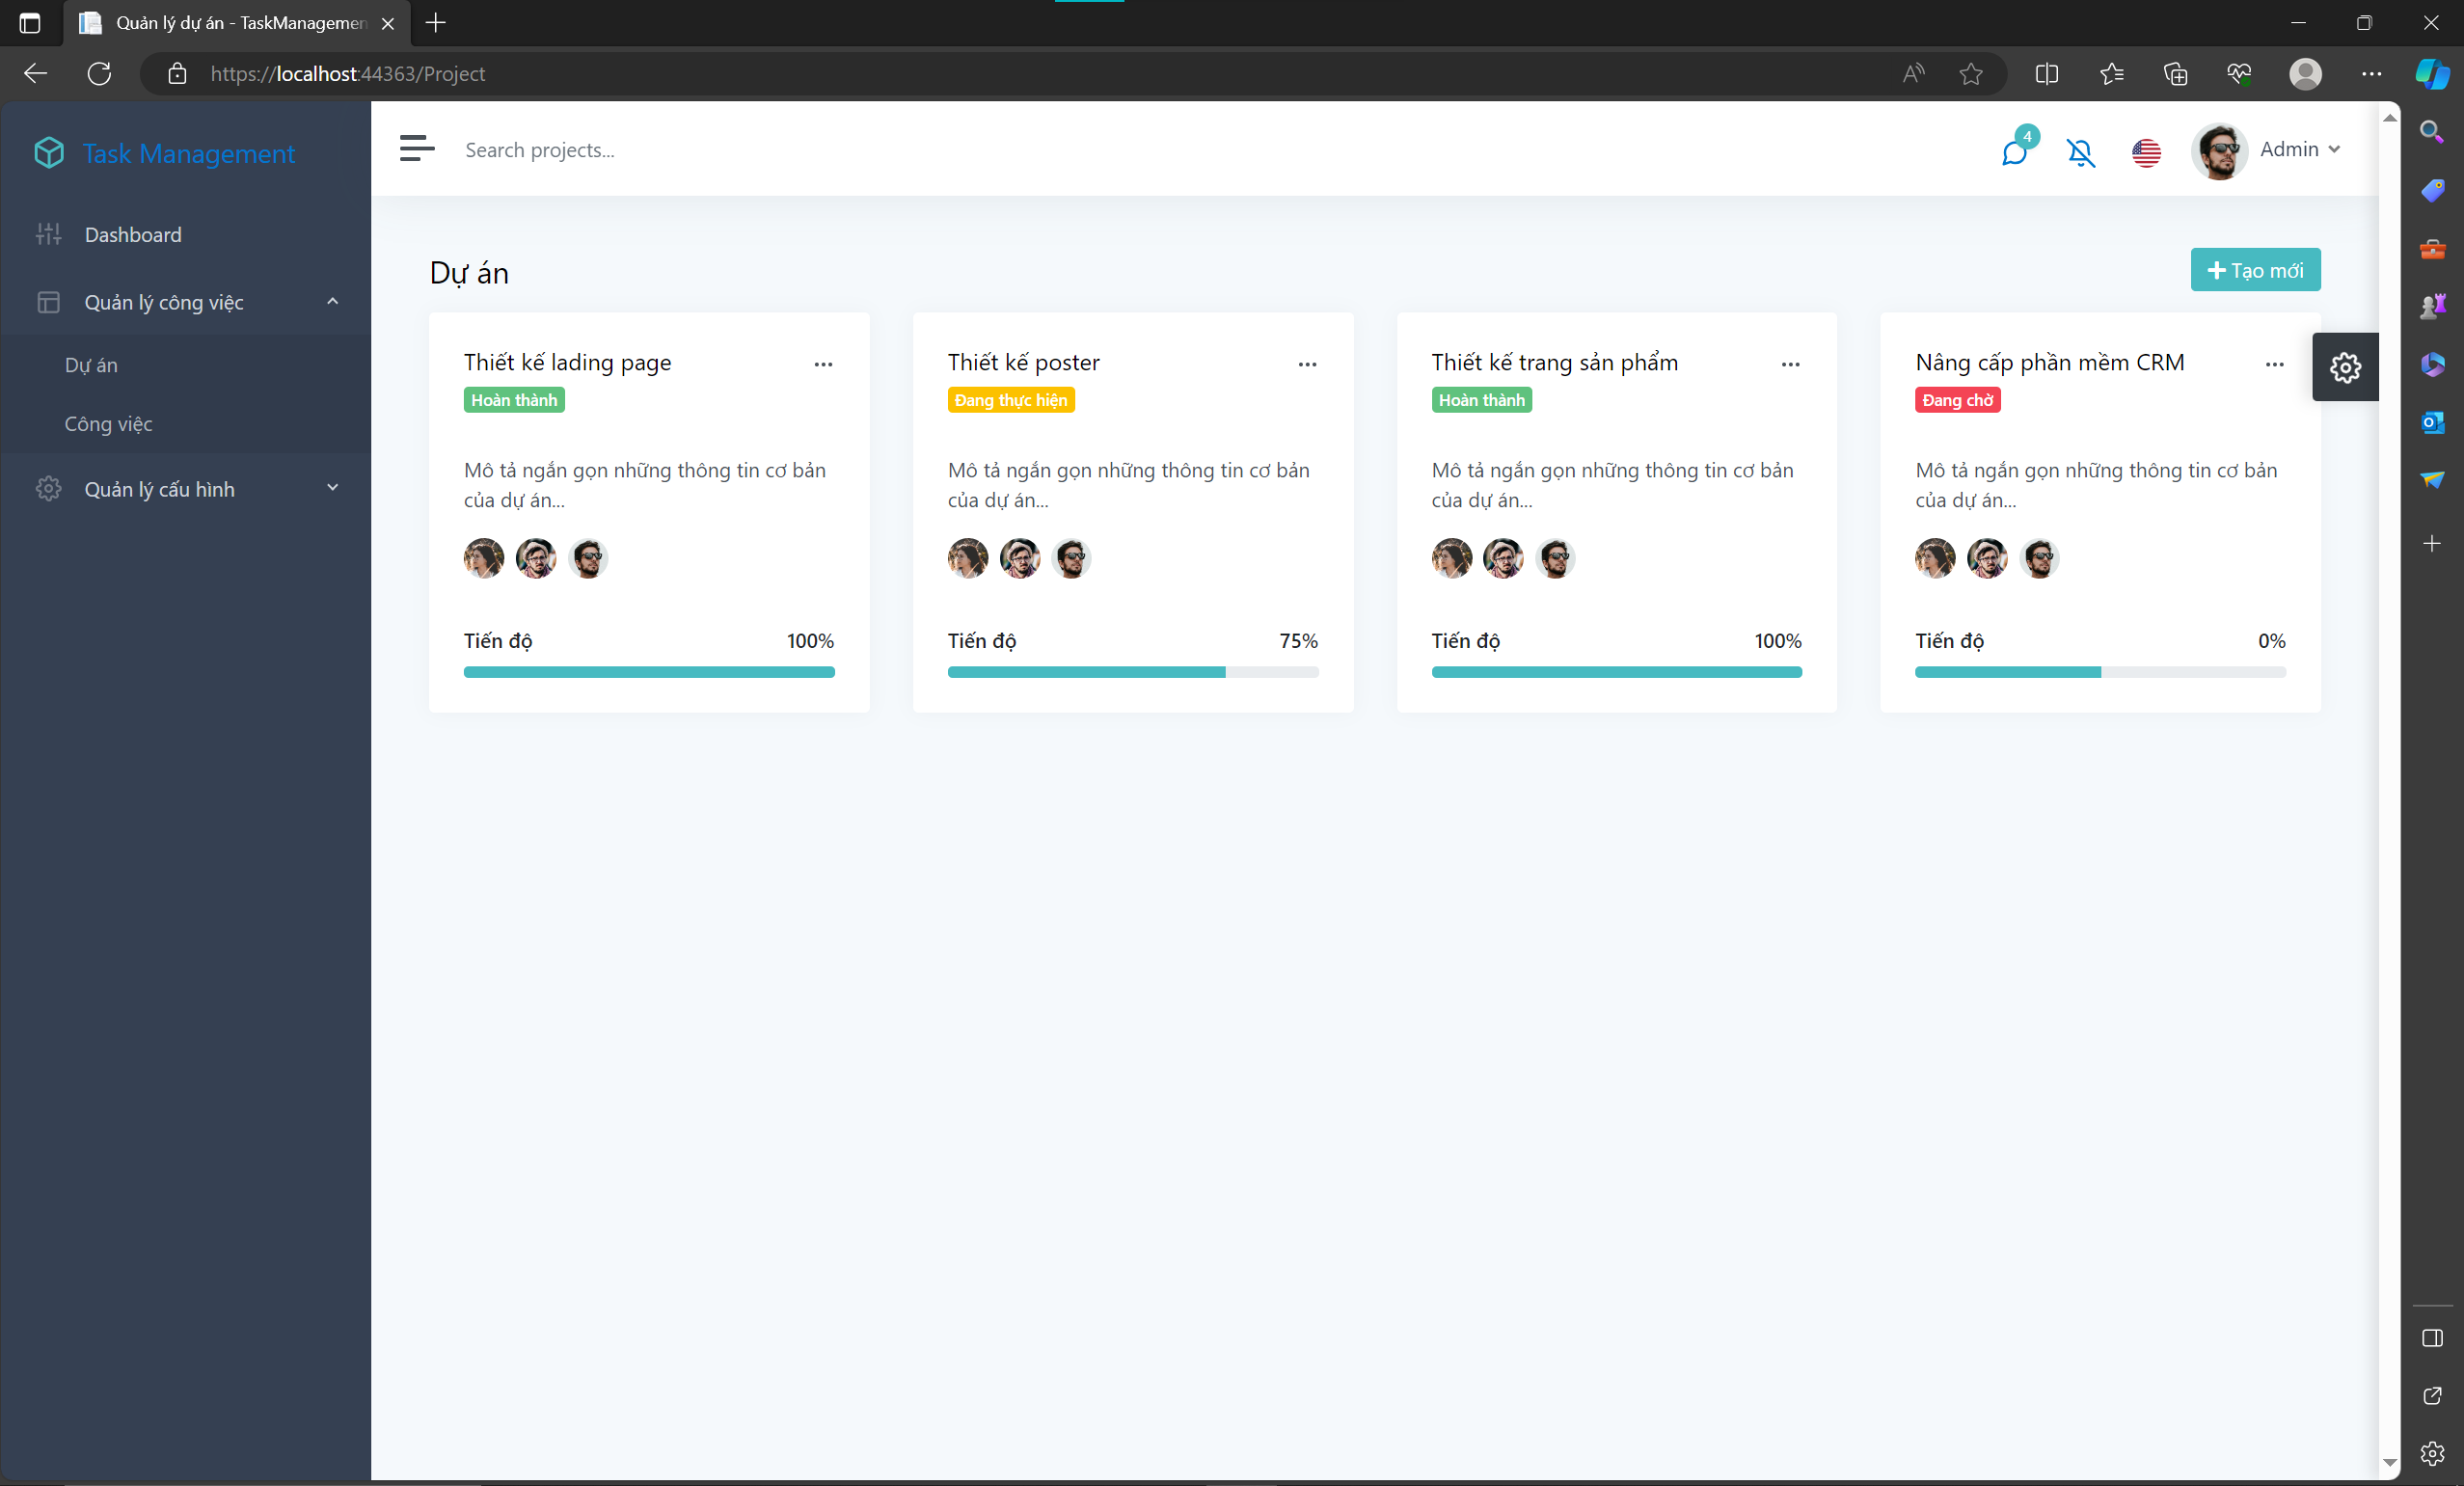 Quản lý dự án - TaskManagemen
https://localhost:44363/Project
Task Management
Search projects...
4
Admin
Dashboard
Quản lý công việc
Dự án
Công việc
Quản lý cấu hình
Dự án
Tạo mới
Thiết kế lading page
Hoàn thành
Mô tả ngắn gọn những thông tin cơ bản
của dự án...
Tiến độ 100%
Thiết kế poster
Đang thực hiện
Mô tả ngắn gọn những thông tin cơ bản
của dự án...
Tiến độ 75%
Thiết kế trang sản phẩm
Hoàn thành
Mô tả ngắn gọn những thông tin cơ bản
của dự án...
Tiến độ 100%
Nâng cấp phần mềm CRM
Đang chờ
Mô tả ngắn gọn những thông tin cơ bản
của dự án...
Tiến độ 0%